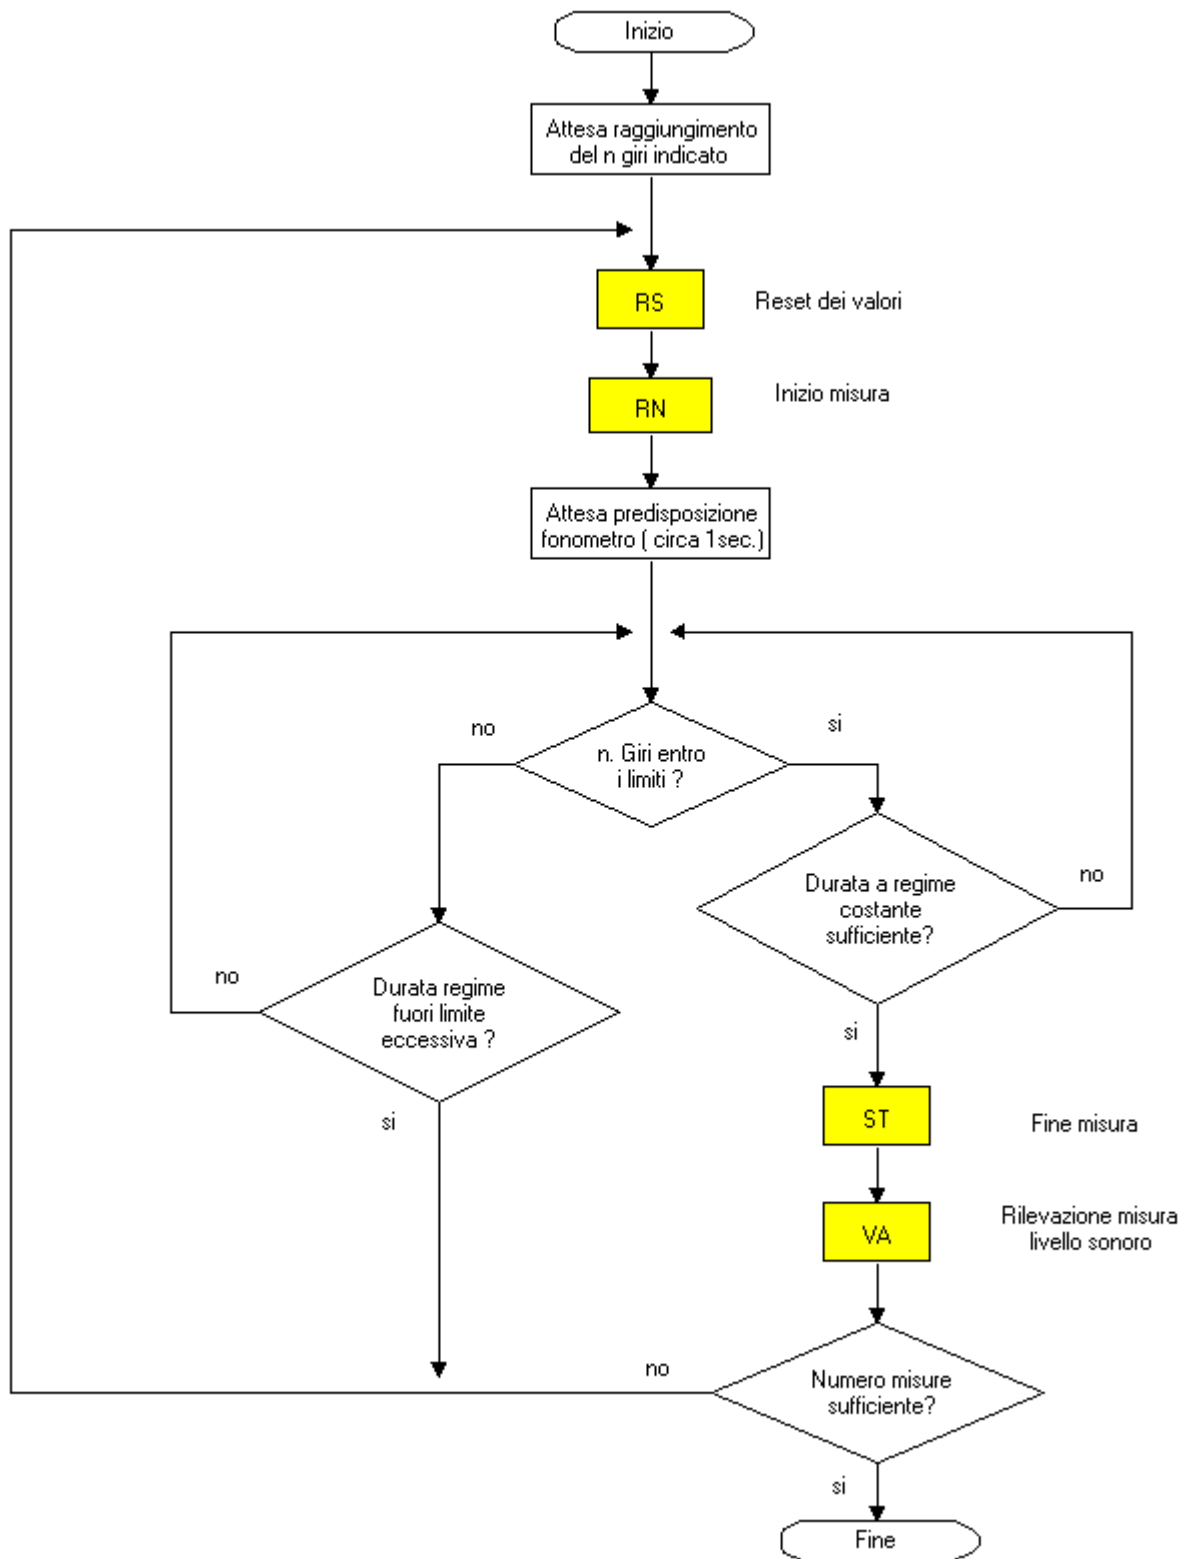 Inizio
Attesa raggiungimento
del n giri indicato
RS
Reset dei valori
RN
Inizio misura
Attesa predisposizione
fonometro ( circa 1sec.)
no
si
n. Giri entro
i limiti ?
Durata a regime
costante
sufficiente?
no
no
Durata regime
fuori limite
eccessiva ?
si
si
ST
Fine misura
VA
Rilevazione misura
livello sonoro
no
Numero misure
sufficiente?
si
Fine